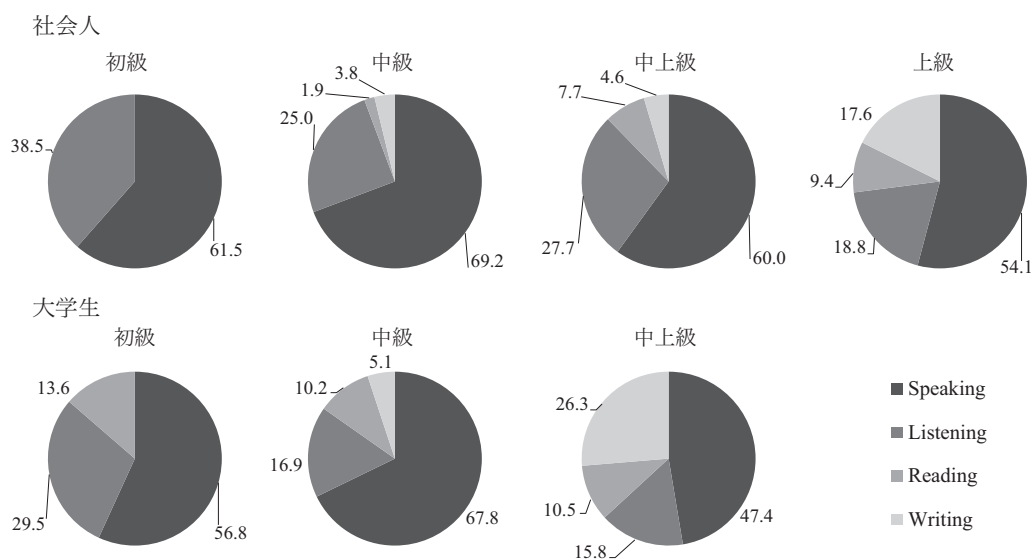 社会人
初級
中級
中上級
上級
38.5
61.5
1.9
3.8
25.0
69.2
4.6
7.7
27.7
60.0
17.6
9.4
18.8
54.1
大学生
初級
中級
中上級
13.6
29.5
56.8
5.1
10.2
16.9
67.8
26.3
10.5
15.8
47.4
Speaking
Listening
Reading
Writing